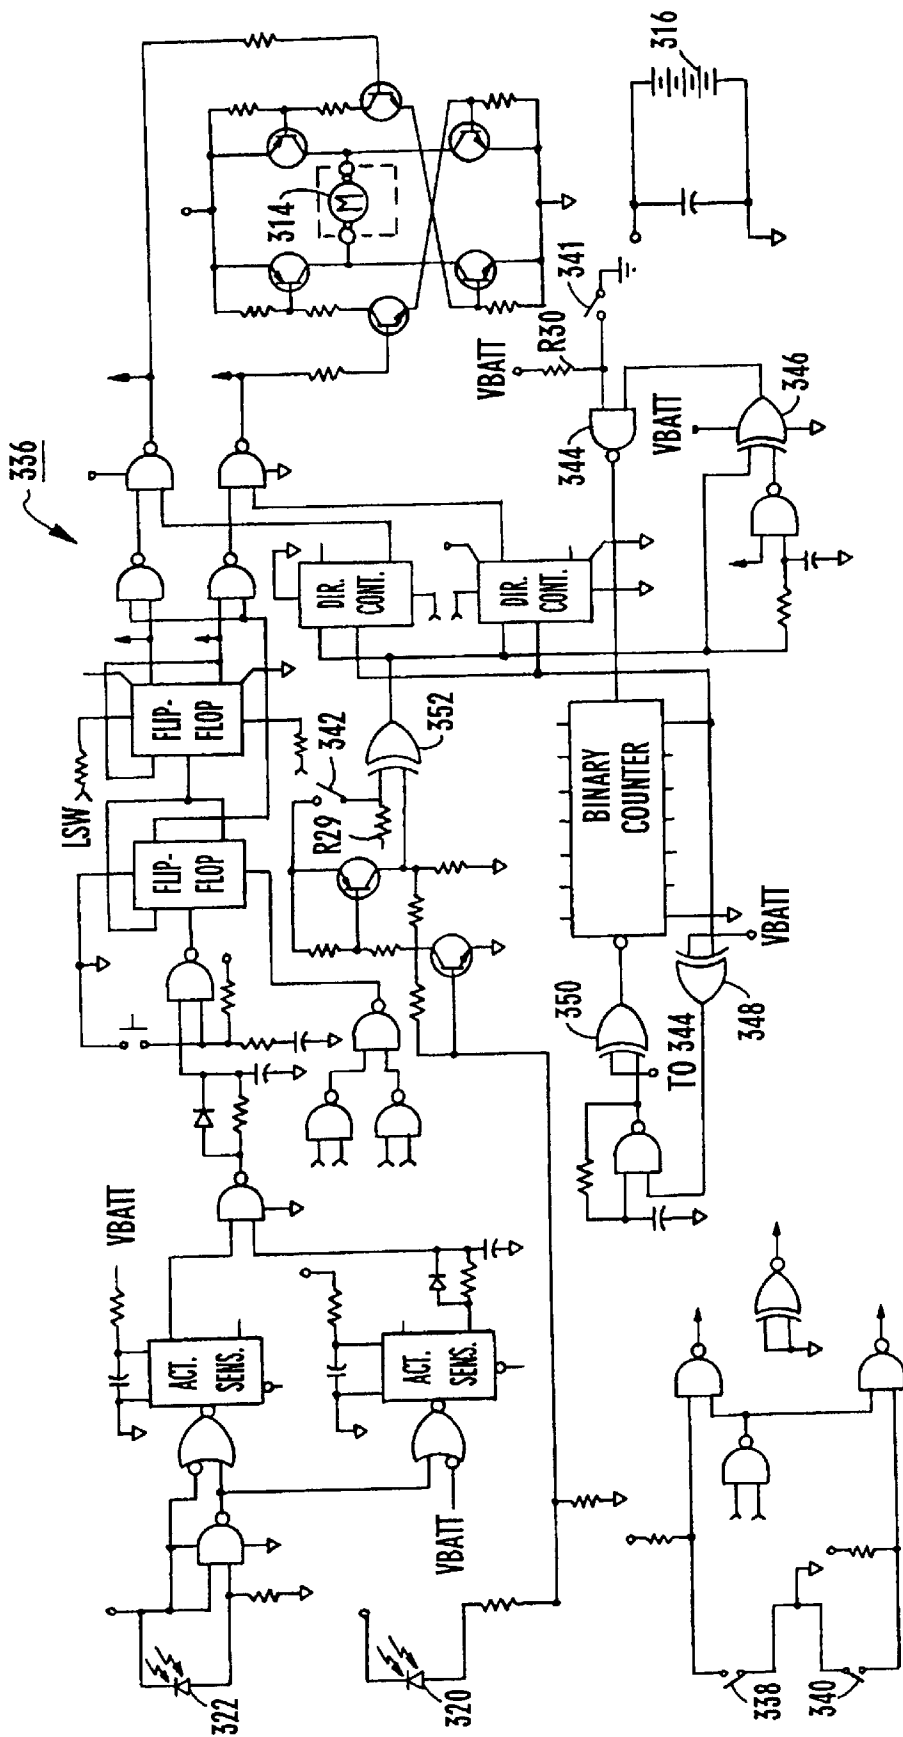 336
LSW
VBATT
FLIP-
FLOP
FLIP-
FLOP
314
M
316
322
ACT.
SENS.
320
VBATT
ACT.
SENS.
R29
342
352
DIR.
CONT.
DIR.
CONT.
VBATT
R30
341
344
VBATT
346
350
TO 344
348
VBATT
BINARY
COUNTER
338
340